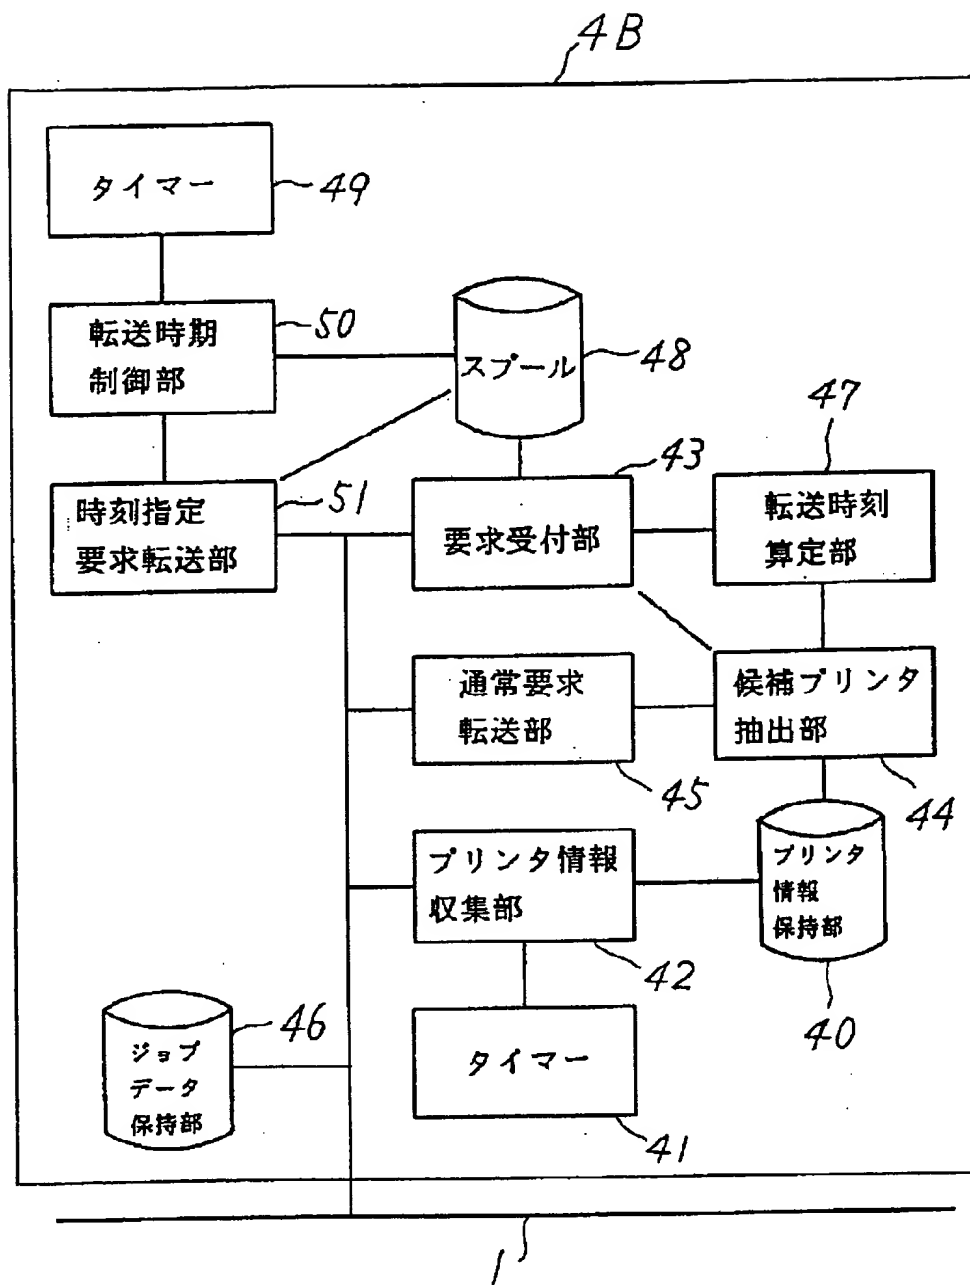 4B
タイマー
49
転送時期
制御部
50
スプール
48
時刻指定
要求転送部
51
要求受付部
43
転送時刻
算定部
47
通常要求
転送部
45
候補プリンタ
抽出部
44
プリンタ情報
収集部
42
プリンタ
情報
保持部
40
ジョブ
データ
保持部
46
タイマー
41
1